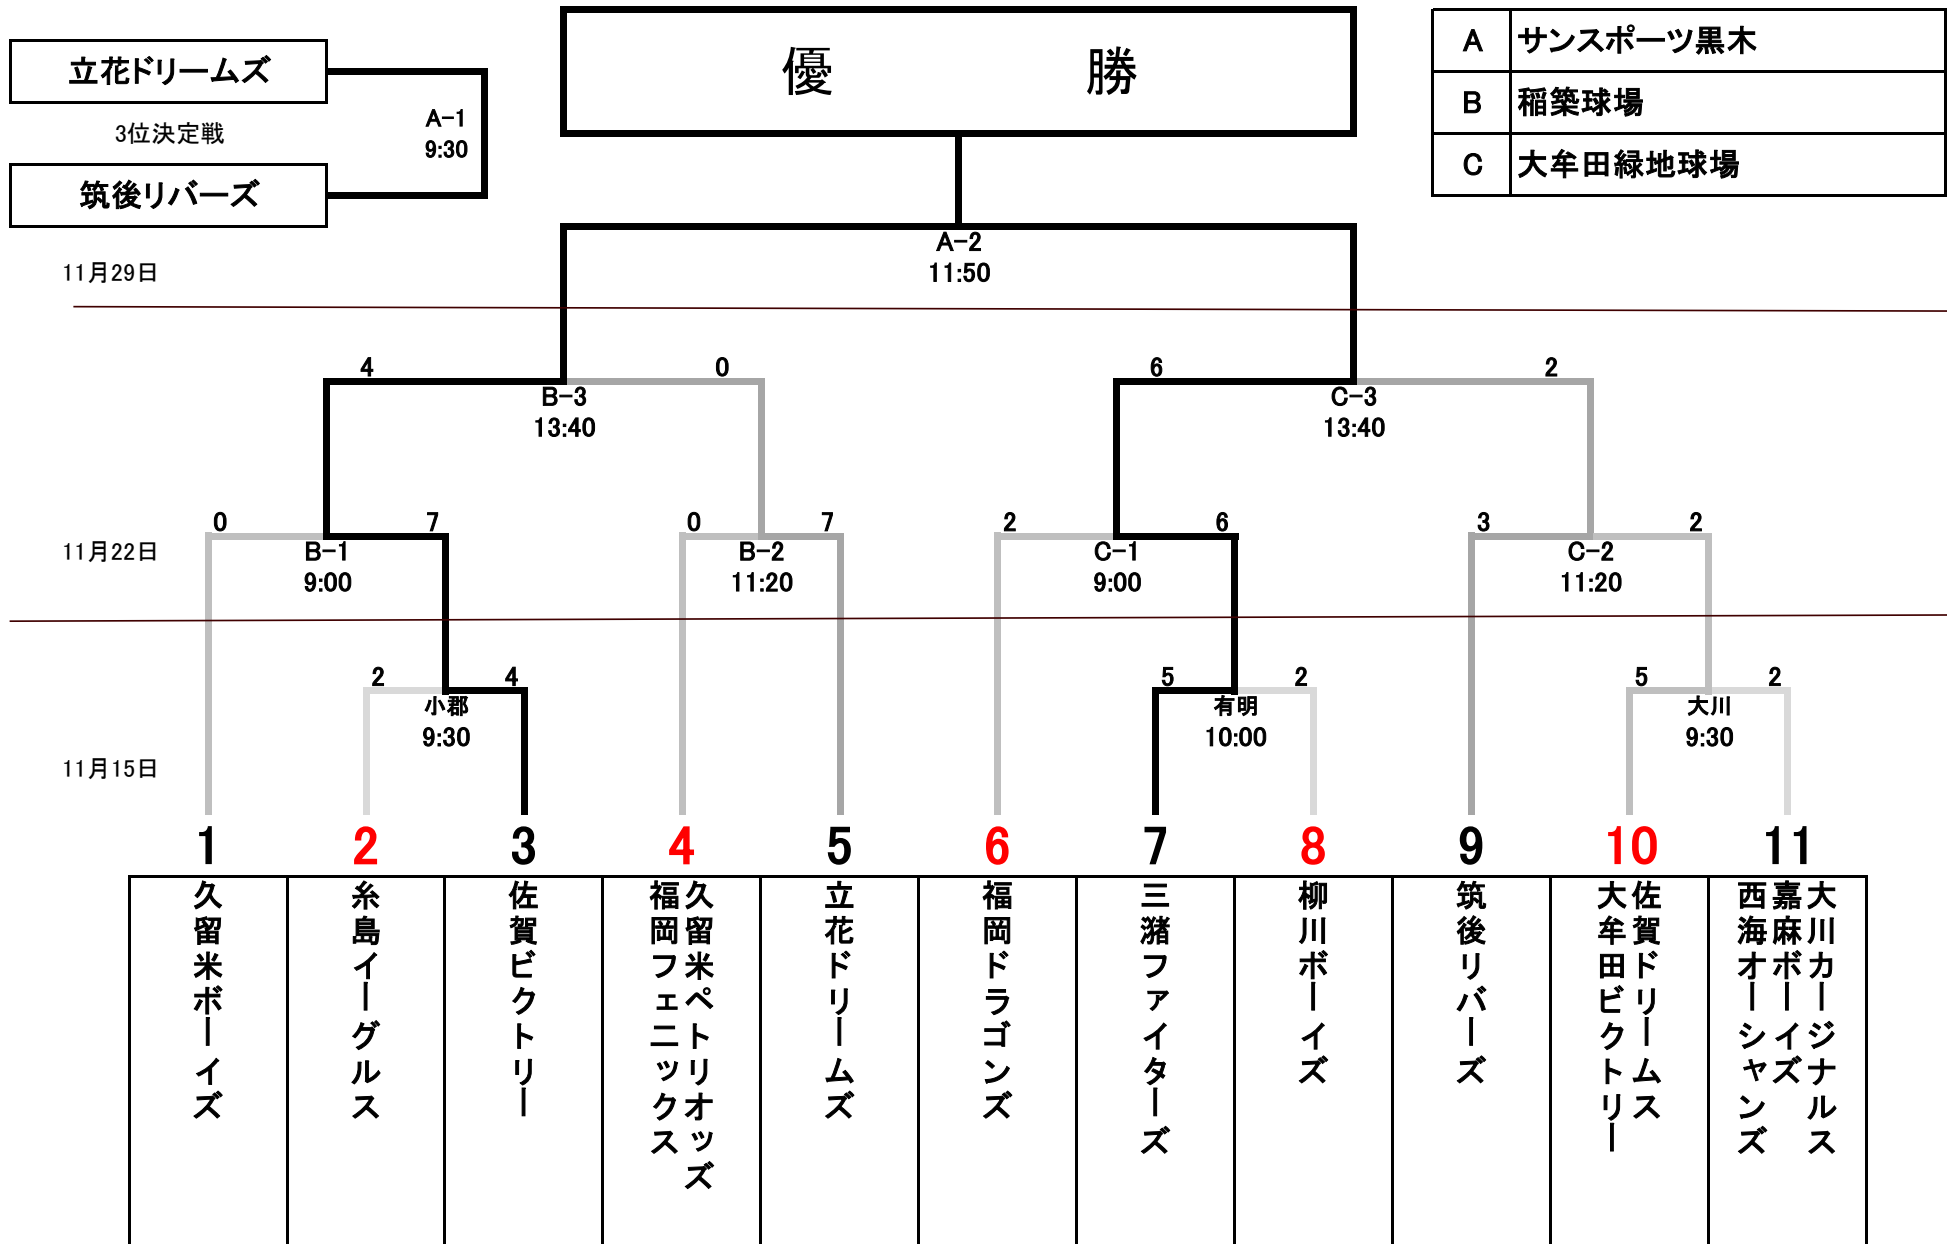 優勝
A サンスポーツ黒木
B 稲築球場
C 大牟田緑地球場
立花ドリームズ
3位決定戦
筑後リバーズ
A-1
9:30
A-2
11:50
11月29日
4
0
B-3
13:40
6
2
C-3
13:40
11月22日
0
7
B-1
9:00
0
7
B-2
11:20
2
6
C-1
9:00
3
2
C-2
11:20
11月15日
2
4
小郡
9:30
5
2
有明
10:00
5
2
大川
9:30
1
2
3
4
5
6
7
8
9
10
11
久留米ボーイズ
糸島イーグルス
佐賀ビクトリー
久留米ペトリオッズ
福岡フェニックス
立花ドリームズ
福岡ドラゴンズ
三潴ファイターズ
柳川ボーイズ
筑後リバーズ
佐賀ドリームス
大牟田ビクトリー
大川カージナルス
嘉麻ボーイズ
西海オーシャンズ